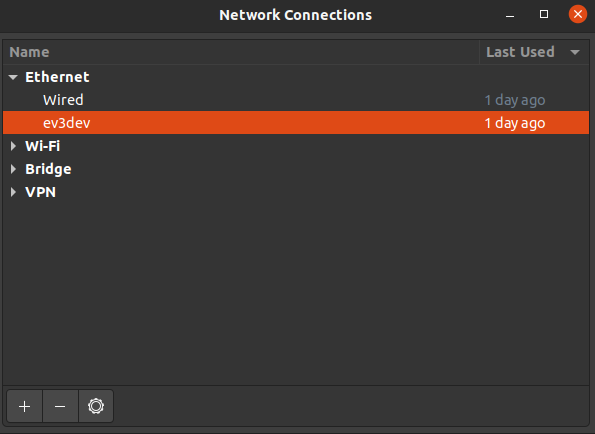 Network Connections
Name Last Used
Ethernet
Wired 1 day ago
ev3dev 1 day ago
Wi-Fi
Bridge
VPN